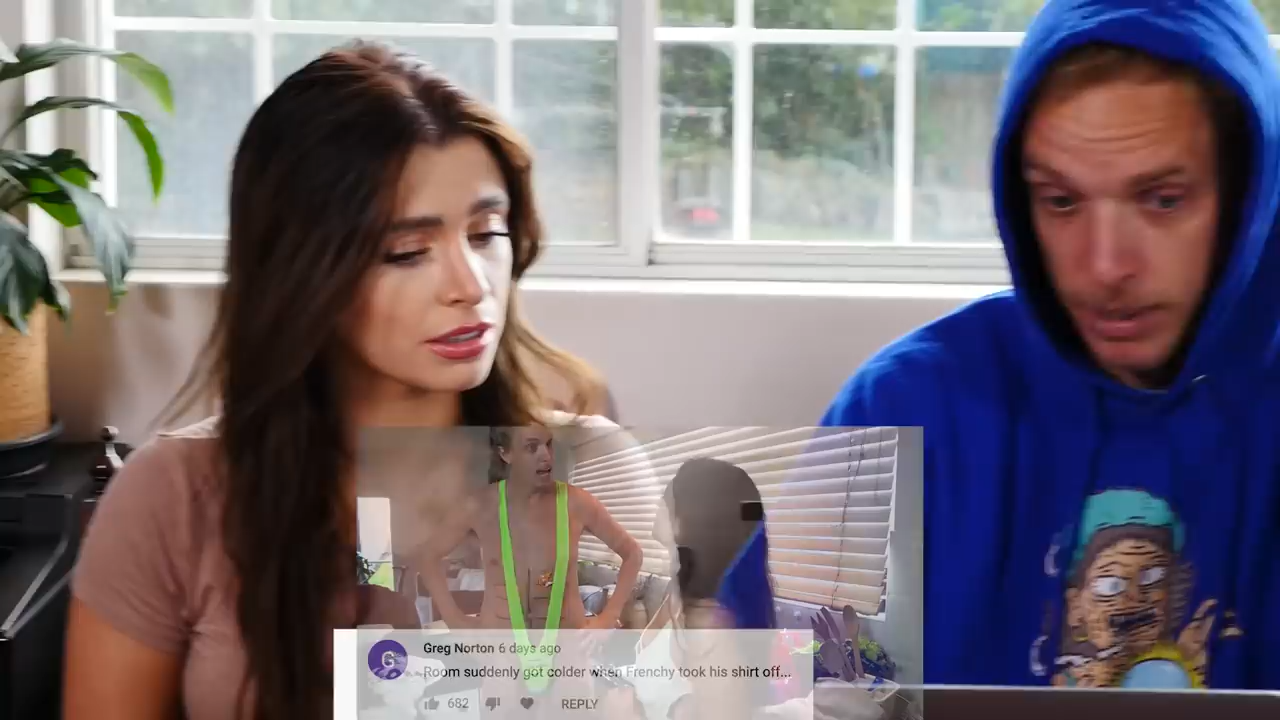 Greg Norton 6 days ago
Room suddenly got colder when Frenchy took his shirt off...
682 REPLY